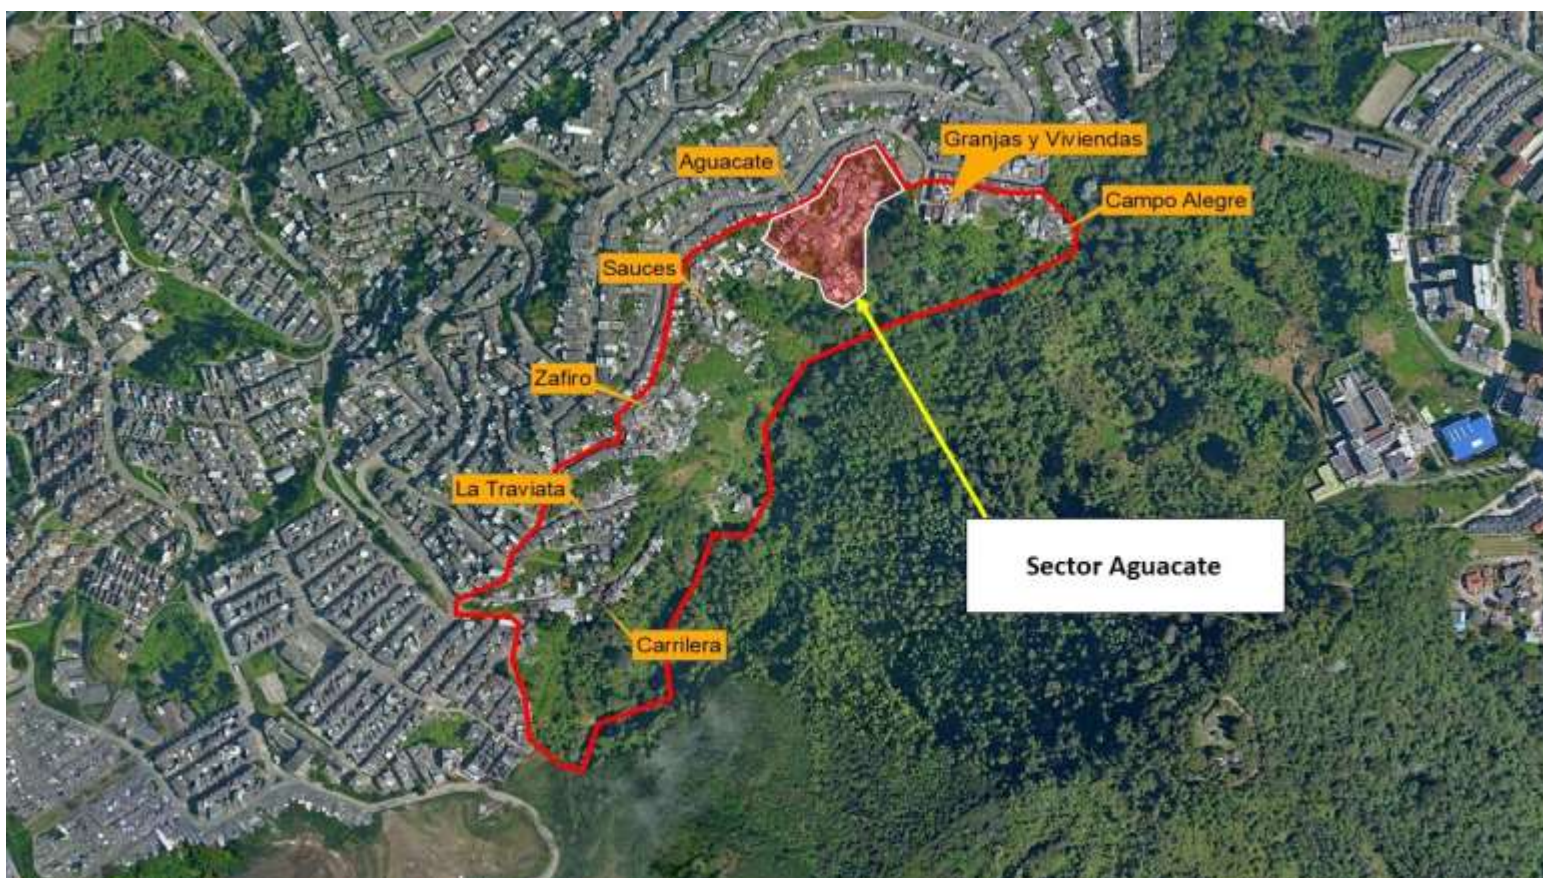 Granjas y Viviendas
Aguacate
Campo Alegre
Sauces
Zafiro
La Traviata
Sector Aguacate
Carrilera